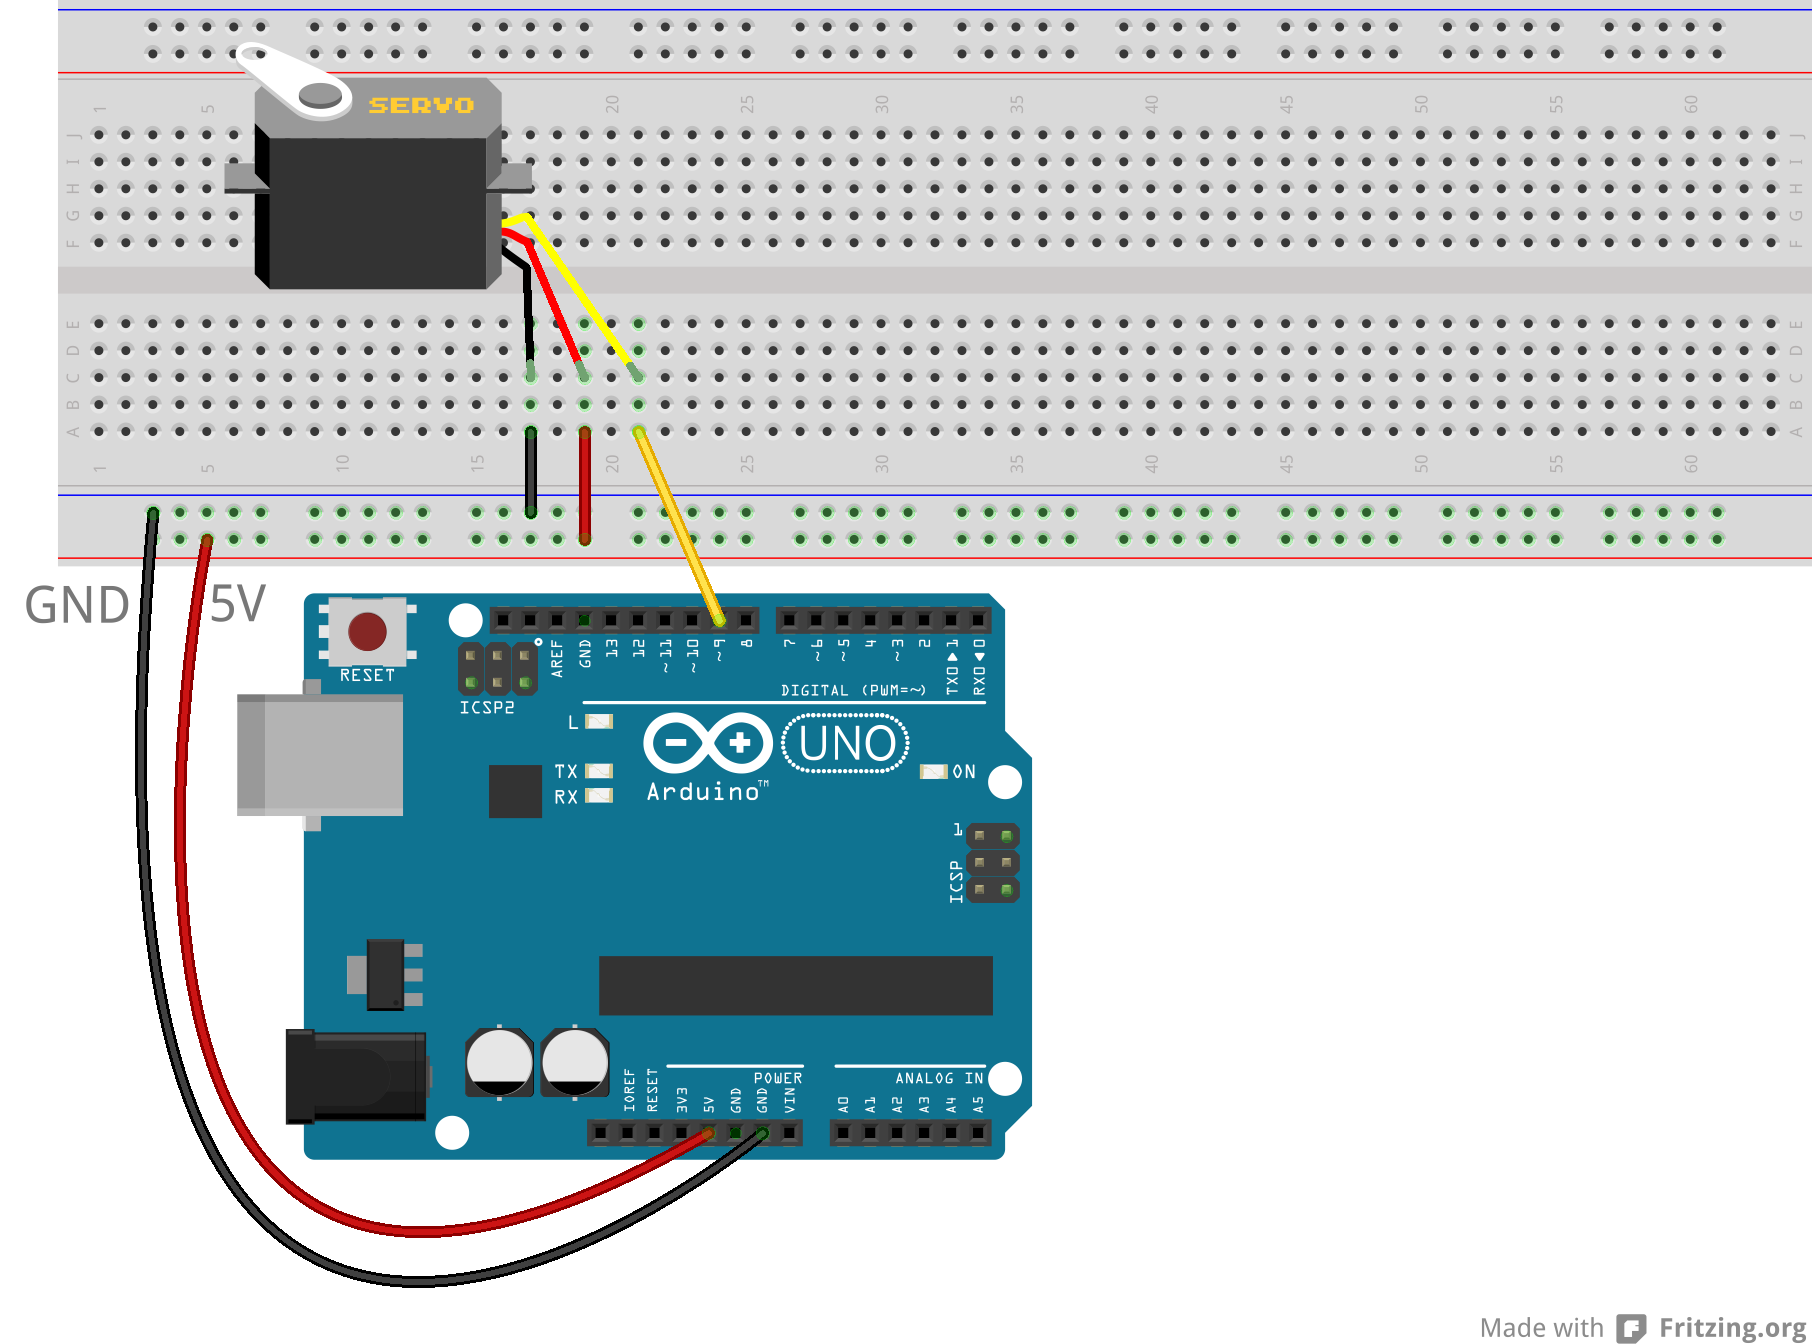 1 5 20 25 30 35 40 45 50 55 60
SERVO
J J
I I
H H
G G
F F
E E
D D
C C
B B
A A
1 5 10 15 20 25 30 35 40 45 50 55 60
GND 5V
RESET
ICSP2
AREF GND 13 12 ~11 ~10 ~9 8 7 ~6 ~5 4 ~3 2 TX0▶1 RX0◀0
DIGITAL (PWM=~)
L
TX
RX
UNO
Arduino™
ON
1
ICSP
POWER
ANALOG IN
IOREF RESET 3V3 5V GND GND VIN A0 A1 A2 A3 A4 A5
Made with Fritzing.org